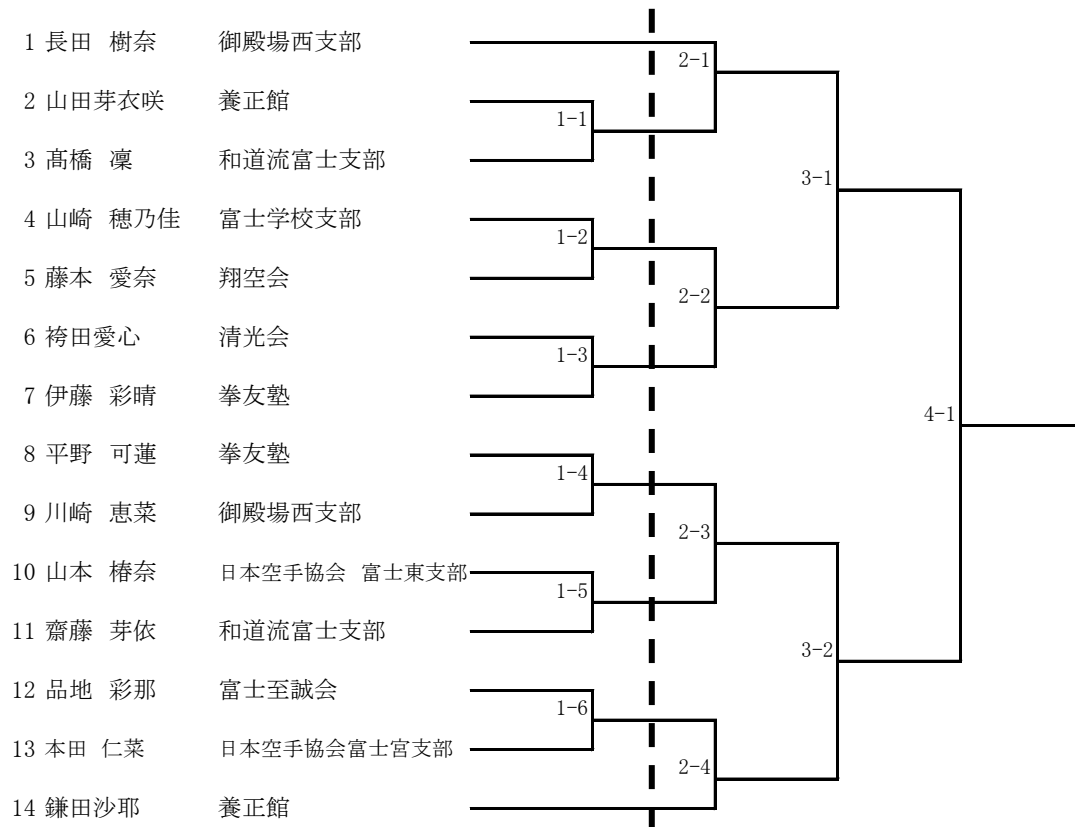 1 長田 樹奈 御殿場西支部
2-1
2 山田芽衣咲 養正館
1-1
3 髙橋 凜 和道流富士支部
3-1
4 山崎 穂乃佳 富士学校支部
1-2
5 藤本 愛奈 翔空会
2-2
6 袴田愛心 清光会
1-3
7 伊藤 彩晴 拳友塾
4-1
8 平野 可蓮 拳友塾
1-4
9 川崎 恵菜 御殿場西支部
2-3
10 山本 椿奈 日本空手協会 富士東支部
1-5
11 齋藤 芽依 和道流富士支部
3-2
12 品地 彩那 富士至誠会
1-6
13 本田 仁菜 日本空手協会富士宮支部
2-4
14 鎌田沙耶 養正館